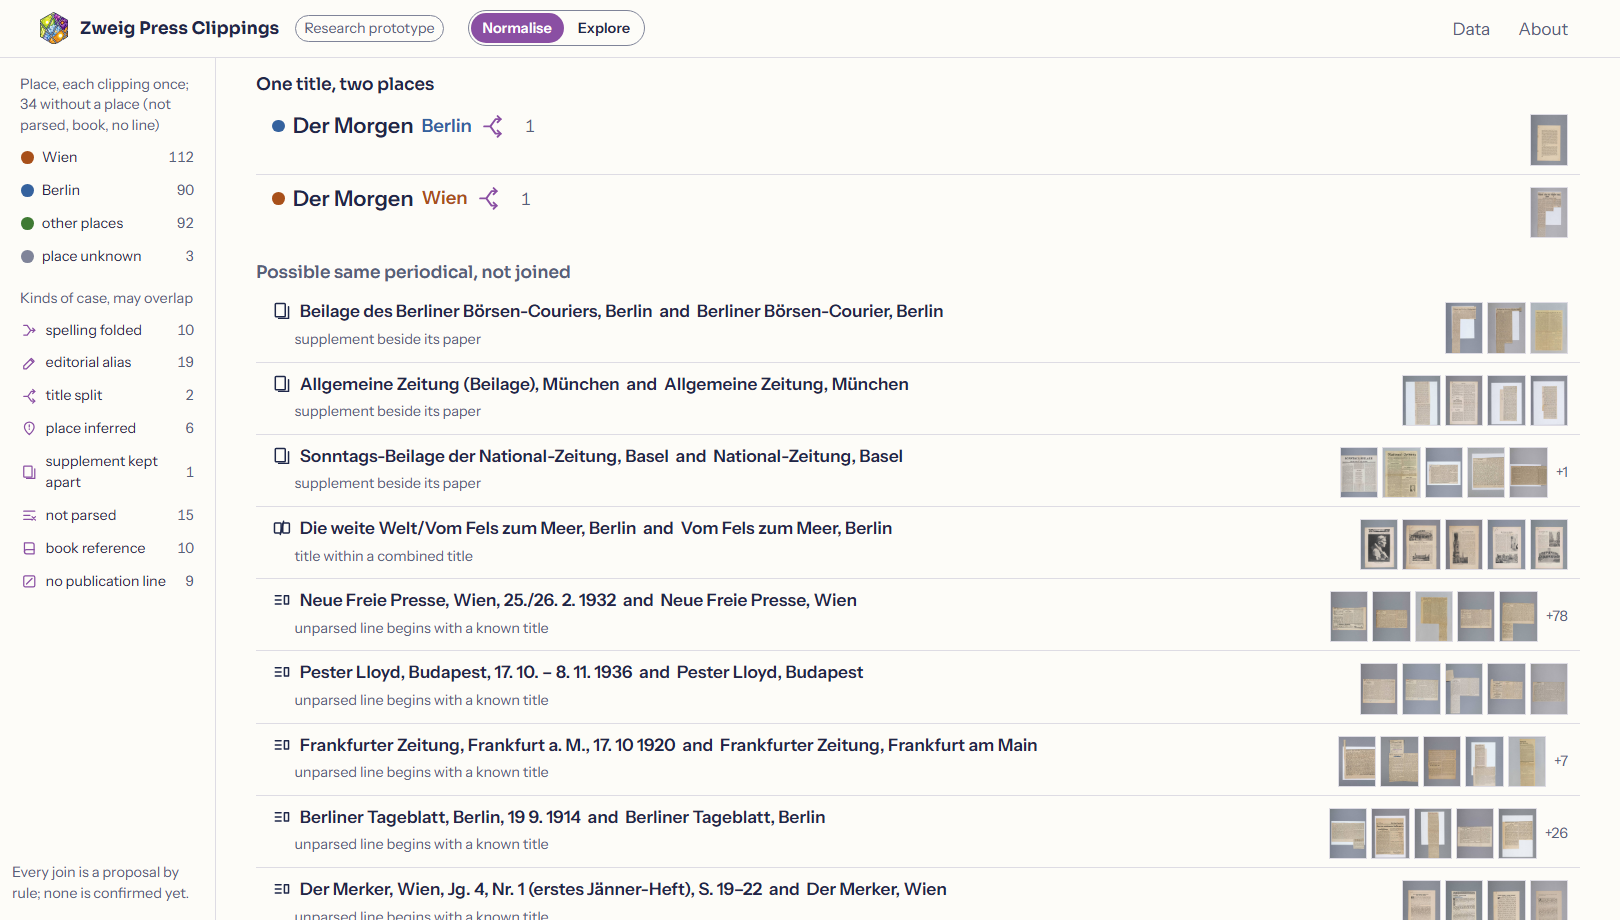 Zweig Press Clippings
Research prototype
Normalise
Explore
Data
About
Place, each clipping once;
34 without a place (not
parsed, book, no line)
Wien 112
Berlin 90
other places 92
place unknown 3
Kinds of case, may overlap
spelling folded 10
editorial alias 19
title split 2
place inferred 6
supplement kept
apart 1
not parsed 15
book reference 10
no publication line 9
Every join is a proposal by
rule; none is confirmed yet.
One title, two places
Der Morgen Berlin 1
Der Morgen Wien 1
Possible same periodical, not joined
Beilage des Berliner Börsen-Couriers, Berlin and Berliner Börsen-Courier, Berlin
supplement beside its paper
Allgemeine Zeitung (Beilage), München and Allgemeine Zeitung, München
supplement beside its paper
Sonntags-Beilage der National-Zeitung, Basel and National-Zeitung, Basel
+1
supplement beside its paper
Die weite Welt/Vom Fels zum Meer, Berlin and Vom Fels zum Meer, Berlin
title within a combined title
Neue Freie Presse, Wien, 25./26. 2. 1932 and Neue Freie Presse, Wien
+78
unparsed line begins with a known title
Pester Lloyd, Budapest, 17. 10. – 8. 11. 1936 and Pester Lloyd, Budapest
unparsed line begins with a known title
Frankfurter Zeitung, Frankfurt a. M., 17. 10 1920 and Frankfurter Zeitung, Frankfurt am Main
+7
unparsed line begins with a known title
Berliner Tageblatt, Berlin, 19 9. 1914 and Berliner Tageblatt, Berlin
+26
unparsed line begins with a known title
Der Merker, Wien, Jg. 4, Nr. 1 (erstes Jänner-Heft), S. 19–22 and Der Merker, Wien
unparsed line begins with a known title